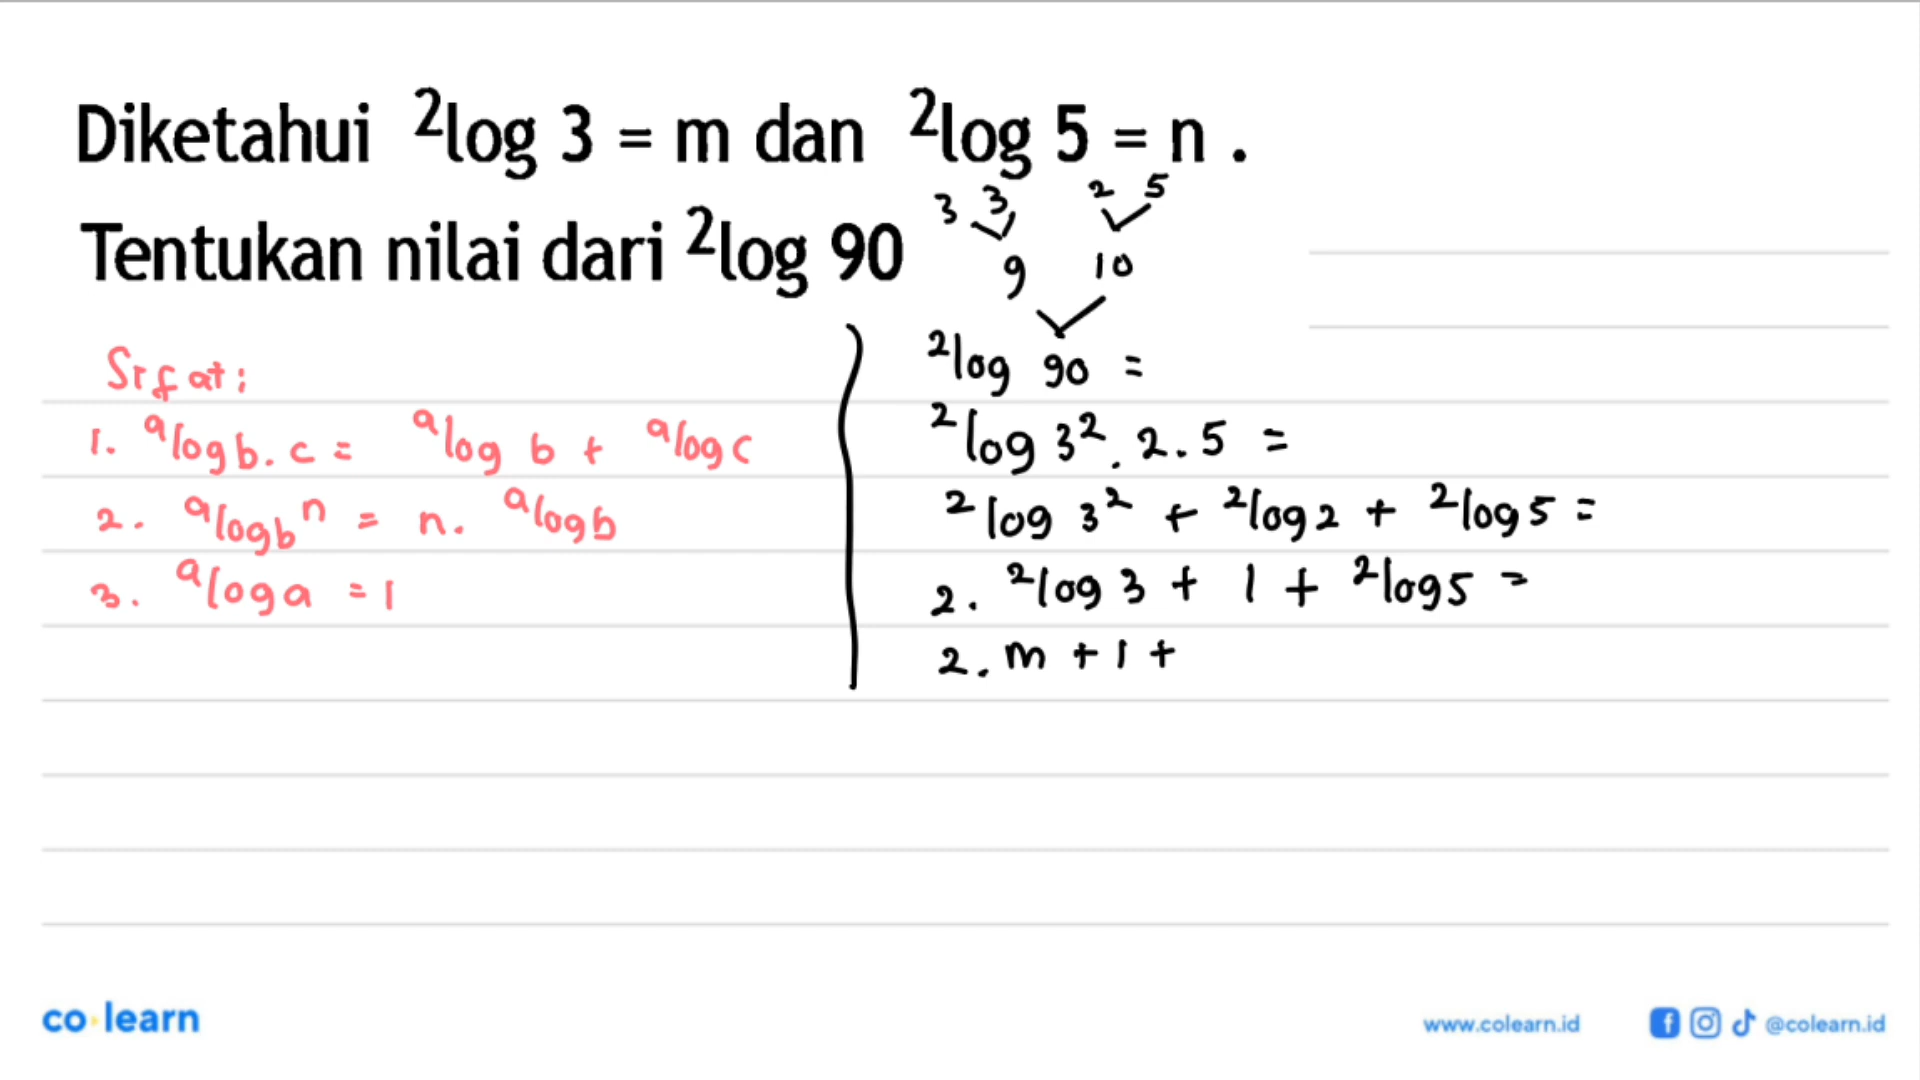 Diketahui ²log 3 = m dan ²log 5 = n .
Tentukan nilai dari ²log 90
3 3 2 5
9 10
Sifat:
1. ᵃlog b . c = ᵃlog b + ᵃlog c
2. ᵃlog bⁿ = n . ᵃlog b
3. ᵃlog a = 1
²log 90 =
²log 3² . 2 . 5 =
²log 3² + ²log 2 + ²log 5 =
2 . ²log 3 + 1 + ²log 5 =
2 . m + 1 +
co learn
www.colearn.id
@colearn.id